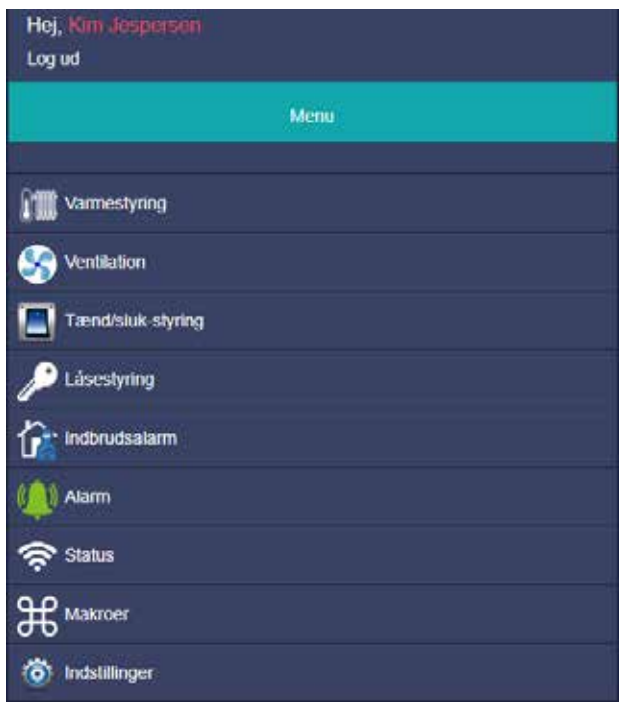 Hej, Kim Jespersen
Log ud
Menu
Varmestyring
Ventilation
Tænd/sluk-styring
Låsestyring
Indbrudsalarm
Alarm
Status
Makroer
Indstillinger